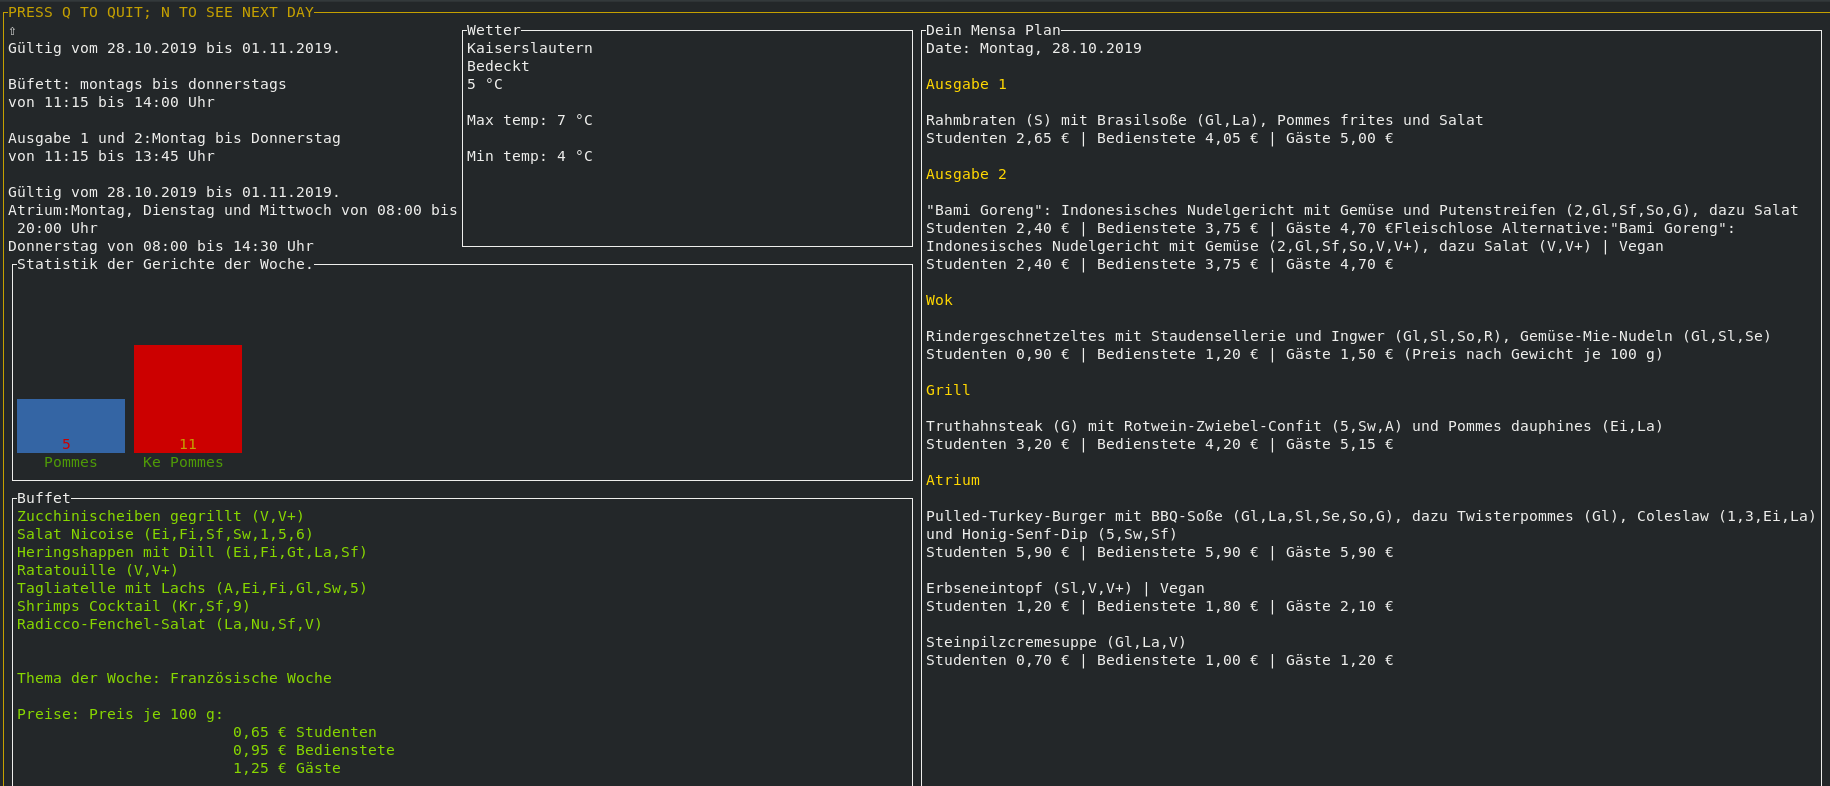 PRESS Q TO QUIT; N TO SEE NEXT DAY
⇧
Gültig vom 28.10.2019 bis 01.11.2019.
Büfett: montags bis donnerstags
von 11:15 bis 14:00 Uhr
Ausgabe 1 und 2:Montag bis Donnerstag
von 11:15 bis 13:45 Uhr
Gültig vom 28.10.2019 bis 01.11.2019.
Atrium:Montag, Dienstag und Mittwoch von 08:00 bis
20:00 Uhr
Donnerstag von 08:00 bis 14:30 Uhr
Wetter
Kaiserslautern
Bedeckt
5 °C
Max temp: 7 °C
Min temp: 4 °C
Statistik der Gerichte der Woche.
5
11
Pommes
Ke Pommes
Buffet
Zucchinischeiben gegrillt (V,V+)
Salat Nicoise (Ei,Fi,Sf,Sw,1,5,6)
Heringshappen mit Dill (Ei,Fi,Gt,La,Sf)
Ratatouille (V,V+)
Tagliatelle mit Lachs (A,Ei,Fi,Gl,Sw,5)
Shrimps Cocktail (Kr,Sf,9)
Radicco-Fenchel-Salat (La,Nu,Sf,V)
Thema der Woche: Französische Woche
Preise: Preis je 100 g:
0,65 € Studenten
0,95 € Bedienstete
1,25 € Gäste
Dein Mensa Plan
Date: Montag, 28.10.2019
Ausgabe 1
Rahmbraten (S) mit Brasilsoße (Gl,La), Pommes frites und Salat
Studenten 2,65 € | Bedienstete 4,05 € | Gäste 5,00 €
Ausgabe 2
"Bami Goreng": Indonesisches Nudelgericht mit Gemüse und Putenstreifen (2,Gl,Sf,So,G), dazu Salat
Studenten 2,40 € | Bedienstete 3,75 € | Gäste 4,70 €Fleischlose Alternative:"Bami Goreng":
Indonesisches Nudelgericht mit Gemüse (2,Gl,Sf,So,V,V+), dazu Salat (V,V+) | Vegan
Studenten 2,40 € | Bedienstete 3,75 € | Gäste 4,70 €
Wok
Rindergeschnetzeltes mit Staudensellerie und Ingwer (Gl,Sl,So,R), Gemüse-Mie-Nudeln (Gl,Sl,Se)
Studenten 0,90 € | Bedienstete 1,20 € | Gäste 1,50 € (Preis nach Gewicht je 100 g)
Grill
Truthahnsteak (G) mit Rotwein-Zwiebel-Confit (5,Sw,A) und Pommes dauphines (Ei,La)
Studenten 3,20 € | Bedienstete 4,20 € | Gäste 5,15 €
Atrium
Pulled-Turkey-Burger mit BBQ-Soße (Gl,La,Sl,Se,So,G), dazu Twisterpommes (Gl), Coleslaw (1,3,Ei,La)
und Honig-Senf-Dip (5,Sw,Sf)
Studenten 5,90 € | Bedienstete 5,90 € | Gäste 5,90 €
Erbseneintopf (Sl,V,V+) | Vegan
Studenten 1,20 € | Bedienstete 1,80 € | Gäste 2,10 €
Steinpilzcremesuppe (Gl,La,V)
Studenten 0,70 € | Bedienstete 1,00 € | Gäste 1,20 €